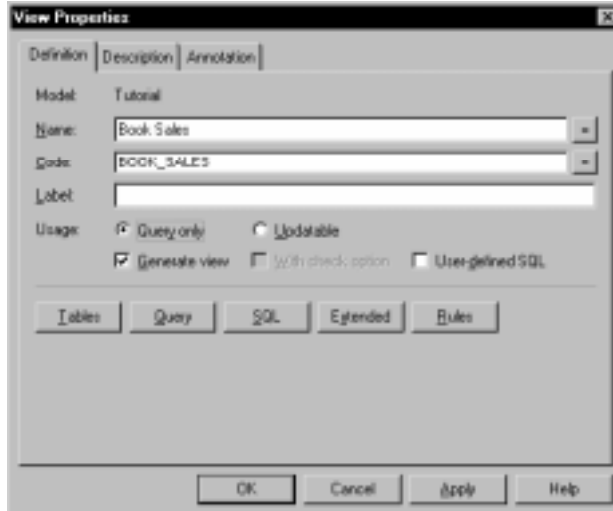 View Properties
Definition Description Annotation
Model: Tutorial
Name: Book Sales =
Code: BOOK_SALES =
Label:
Usage: Query only Updatable
Generate view With check option User-defined SQL
Tables Query SQL Extended Rules
OK Cancel Apply Help